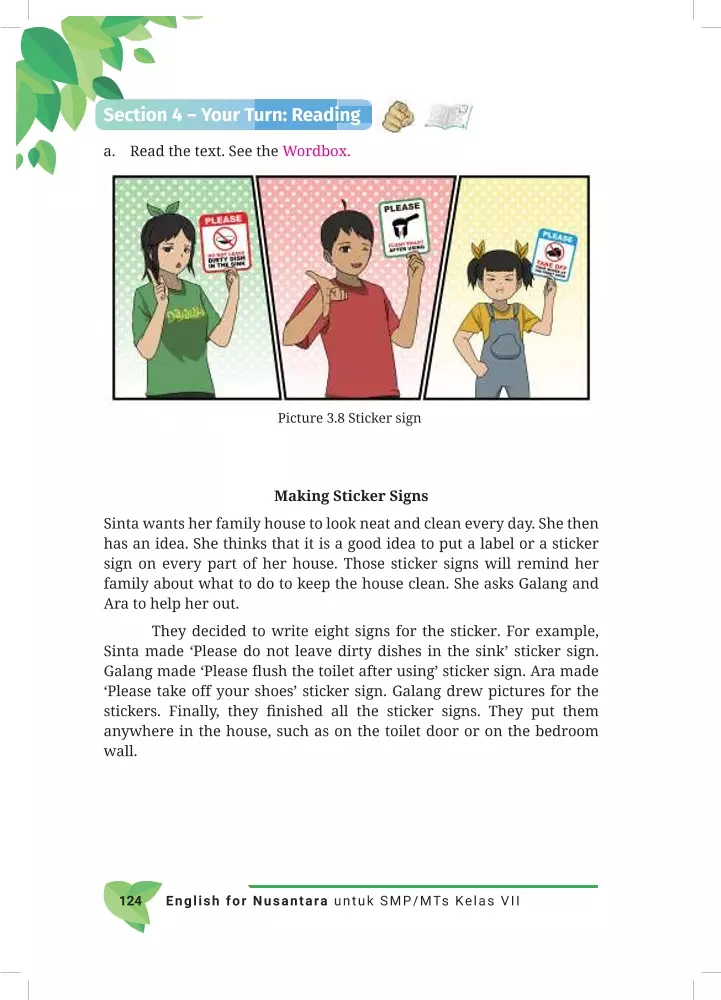 Section 4 – Your Turn: Reading
a. Read the text. See the Wordbox.
PLEASE
DO NOT LEAVE
DIRTY DISH
IN THE SINK
PLEASE
FLUSH TOILET
AFTER USING
PLEASE
TAKE OFF
Picture 3.8 Sticker sign
Making Sticker Signs
Sinta wants her family house to look neat and clean every day. She then
has an idea. She thinks that it is a good idea to put a label or a sticker
sign on every part of her house. Those sticker signs will remind her
family about what to do to keep the house clean. She asks Galang and
Ara to help her out.
They decided to write eight signs for the sticker. For example,
Sinta made ‘Please do not leave dirty dishes in the sink’ sticker sign.
Galang made ‘Please flush the toilet after using’ sticker sign. Ara made
‘Please take off your shoes’ sticker sign. Galang drew pictures for the
stickers. Finally, they finished all the sticker signs. They put them
anywhere in the house, such as on the toilet door or on the bedroom
wall.
124 English for Nusantara untuk SMP/MTs Kelas VII